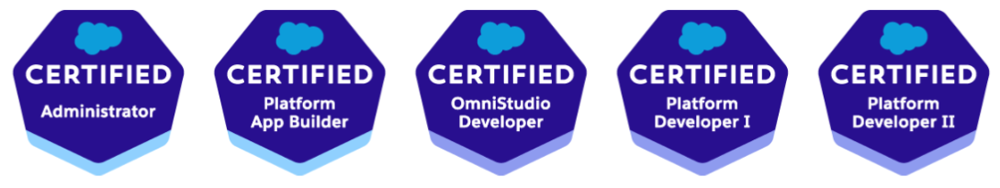 CERTIFIED
Administrator
CERTIFIED
Platform
App Builder
CERTIFIED
OmniStudio
Developer
CERTIFIED
Platform
Developer I
CERTIFIED
Platform
Developer II